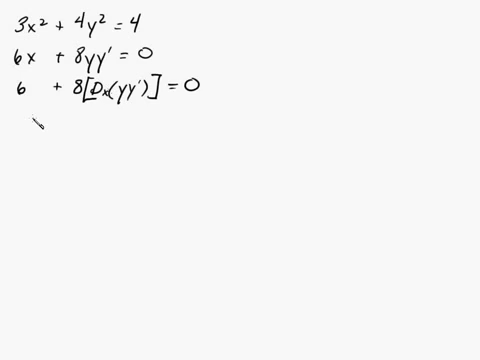 3x² + 4y² = 4
6x + 8yy' = 0
6 + 8[Dₓ(yy')] = 0